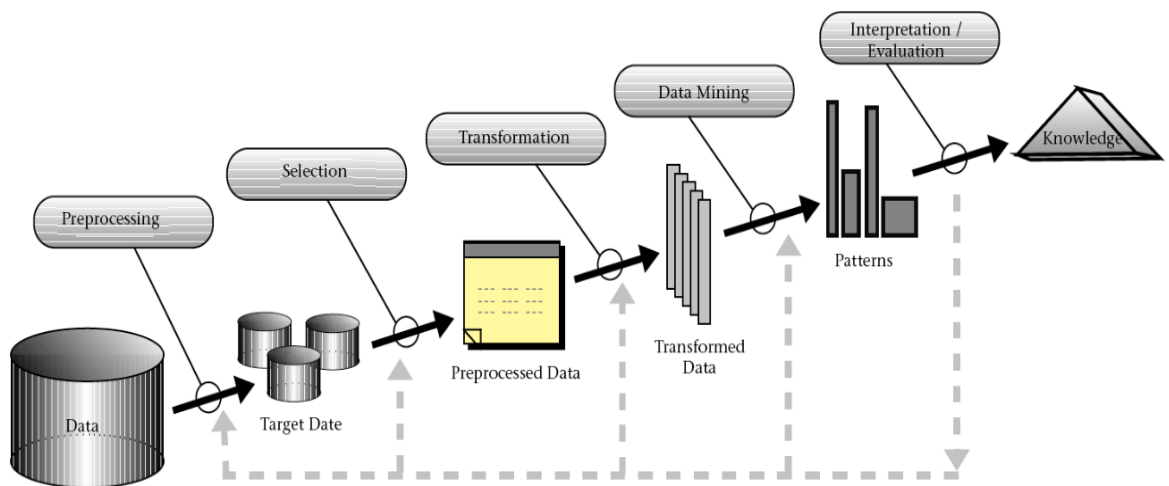 Interpretation /
Evaluation
Data Mining
Transformation
Selection
Preprocessing
Knowledge
Patterns
Transformed
Data
Preprocessed Data
Target Date
Data